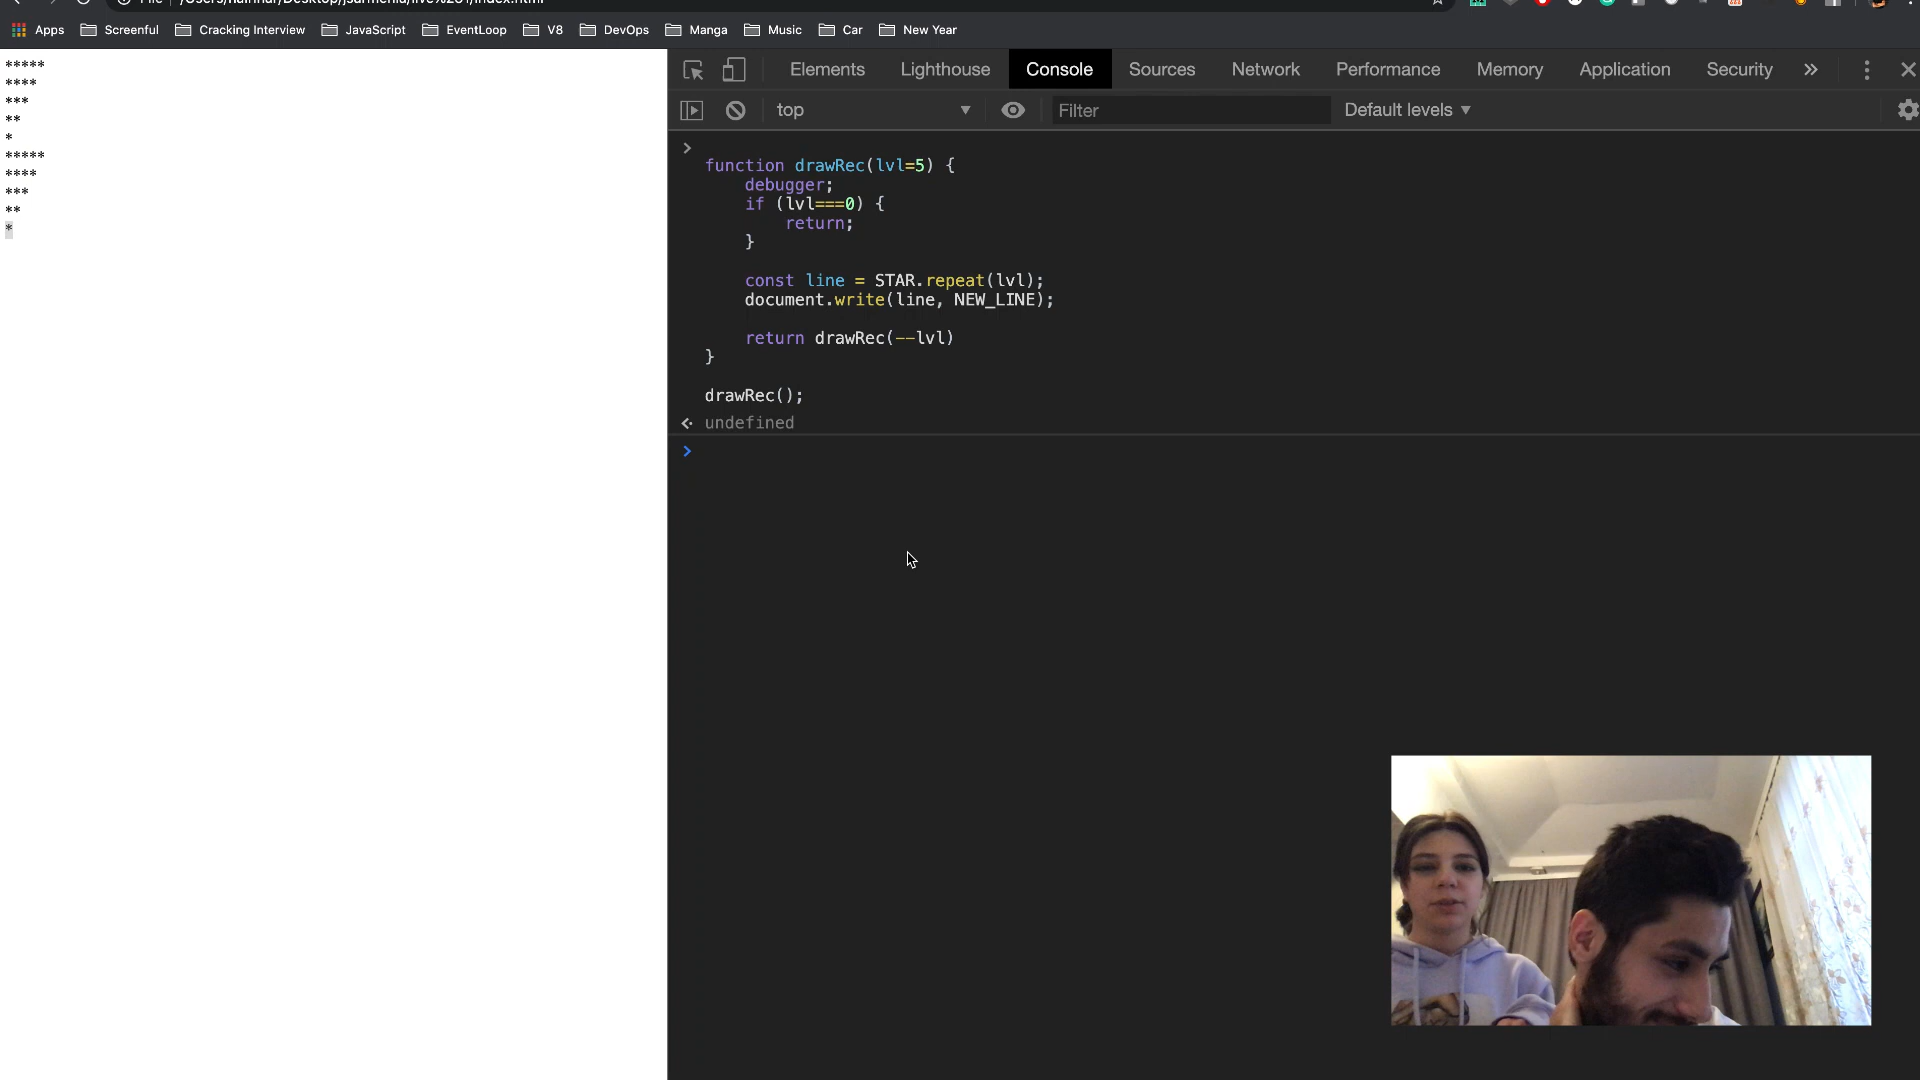 File /Users/
Apps Screenful Cracking Interview JavaScript EventLoop V8 DevOps Manga Music Car New Year
*****
****
***
**
*
*****
****
***
**
*
Elements Lighthouse Console Sources Network Performance Memory Application Security »
top ▼ Filter Default levels ▼
>
function drawRec(lvl=5) {
    debugger;
    if (lvl===0) {
        return;
    }
    const line = STAR.repeat(lvl);
    document.write(line, NEW_LINE);
    return drawRec(--lvl)
}
drawRec();
undefined
>